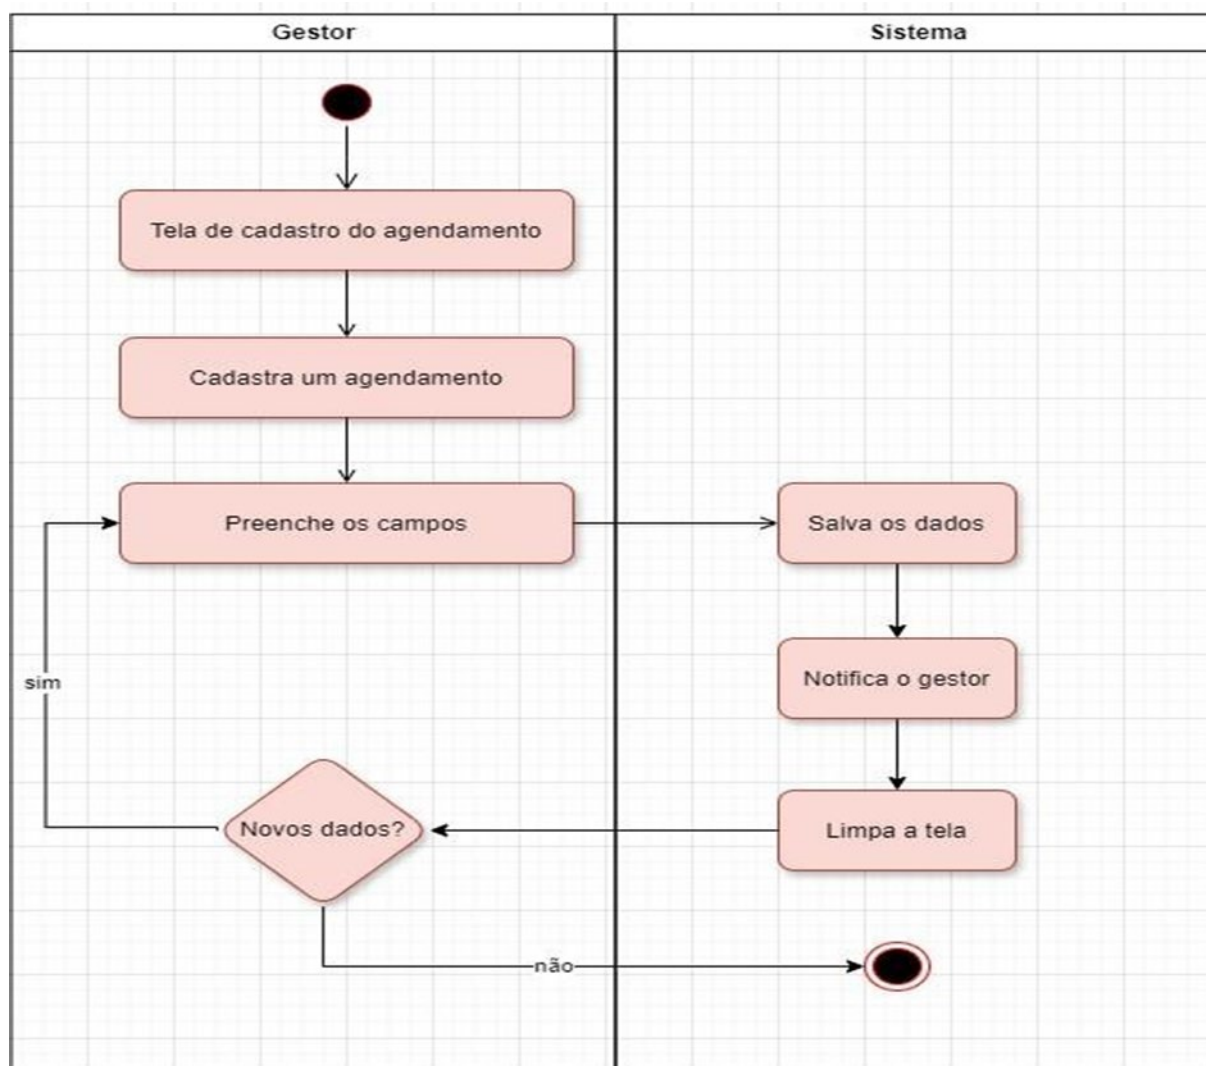 Gestor
Sistema
Tela de cadastro do agendamento
Cadastra um agendamento
Preenche os campos
Salva os dados
Notifica o gestor
sim
Novos dados?
Limpa a tela
não